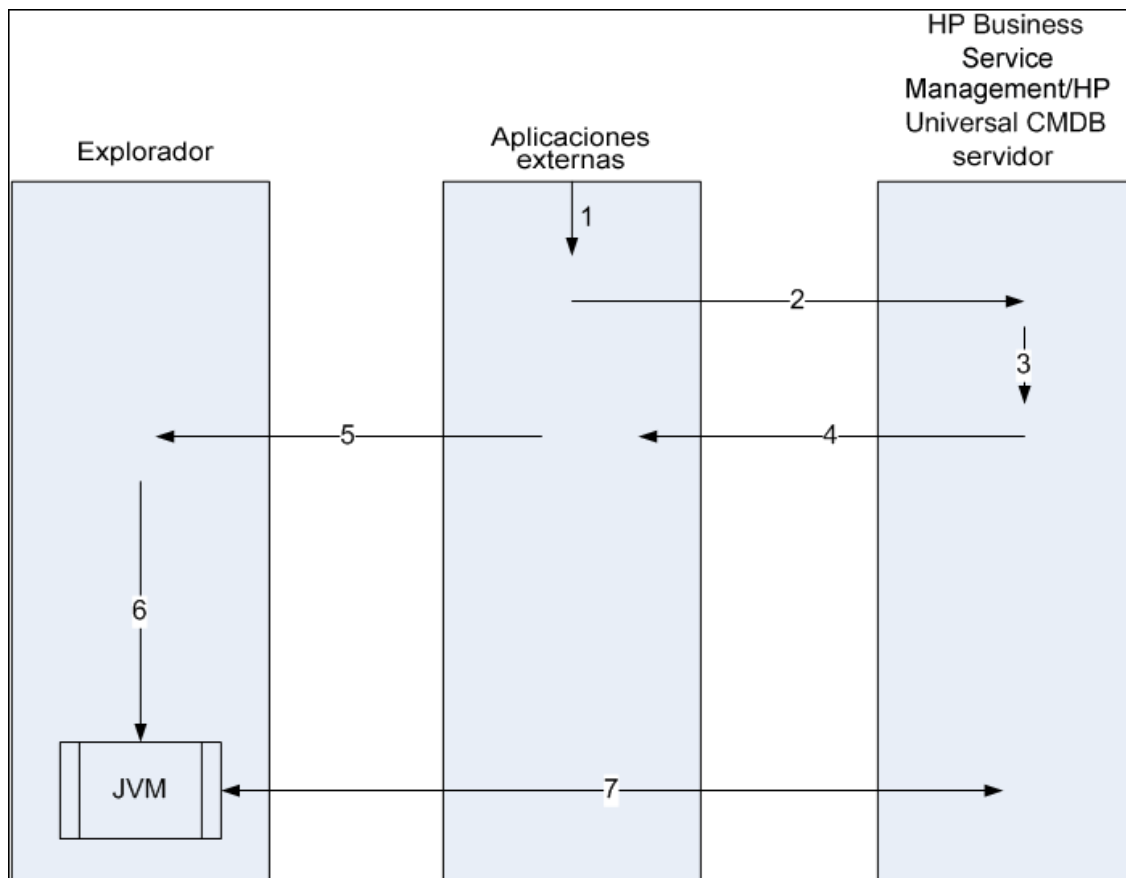 HP Business
Service
Management/HP
Universal CMDB
servidor
Explorador
Aplicaciones
externas
1
2
3
5
4
6
JVM
7